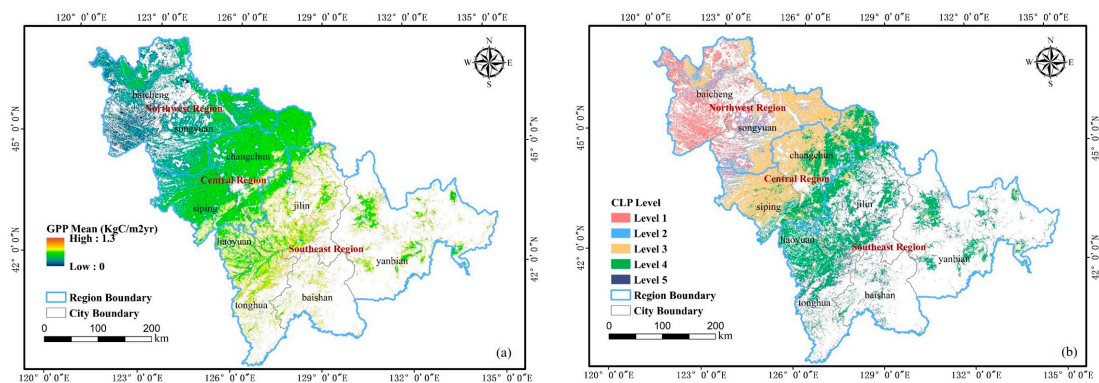 120° 0′0″E 123° 0′0″E 126° 0′0″E 129° 0′0″E 132° 0′0″E 135° 0′0″E
N
W E
S
baicheng
Northwest Region
songyuan
changchun
Central Region
siping
jilin
liaoyuan
Southeast Region
yanbian
tonghua
baishan
45° 0′0″N
42° 0′0″N
45° 0′0″N
42° 0′0″N
GPP Mean (KgC/m2yr)
High : 1.3
Low : 0
Region Boundary
City Boundary
0 100 200
km
(a)
120° 0′0″E 123° 0′0″E 126° 0′0″E 129° 0′0″E 132° 0′0″E 135° 0′0″E
120° 0′0″E 123° 0′0″E 126° 0′0″E 129° 0′0″E 132° 0′0″E 135° 0′0″E
N
W E
S
baicheng
Northwest Region
songyuan
changchun
Central Region
siping
jilin
liaoyuan
Southeast Region
yanbian
tonghua
baishan
45° 0′0″N
42° 0′0″N
45° 0′0″N
42° 0′0″N
CLP Level
Level 1
Level 2
Level 3
Level 4
Level 5
Region Boundary
City Boundary
0 100 200
km
(b)
120° 0′0″E 123° 0′0″E 126° 0′0″E 129° 0′0″E 132° 0′0″E 135° 0′0″E